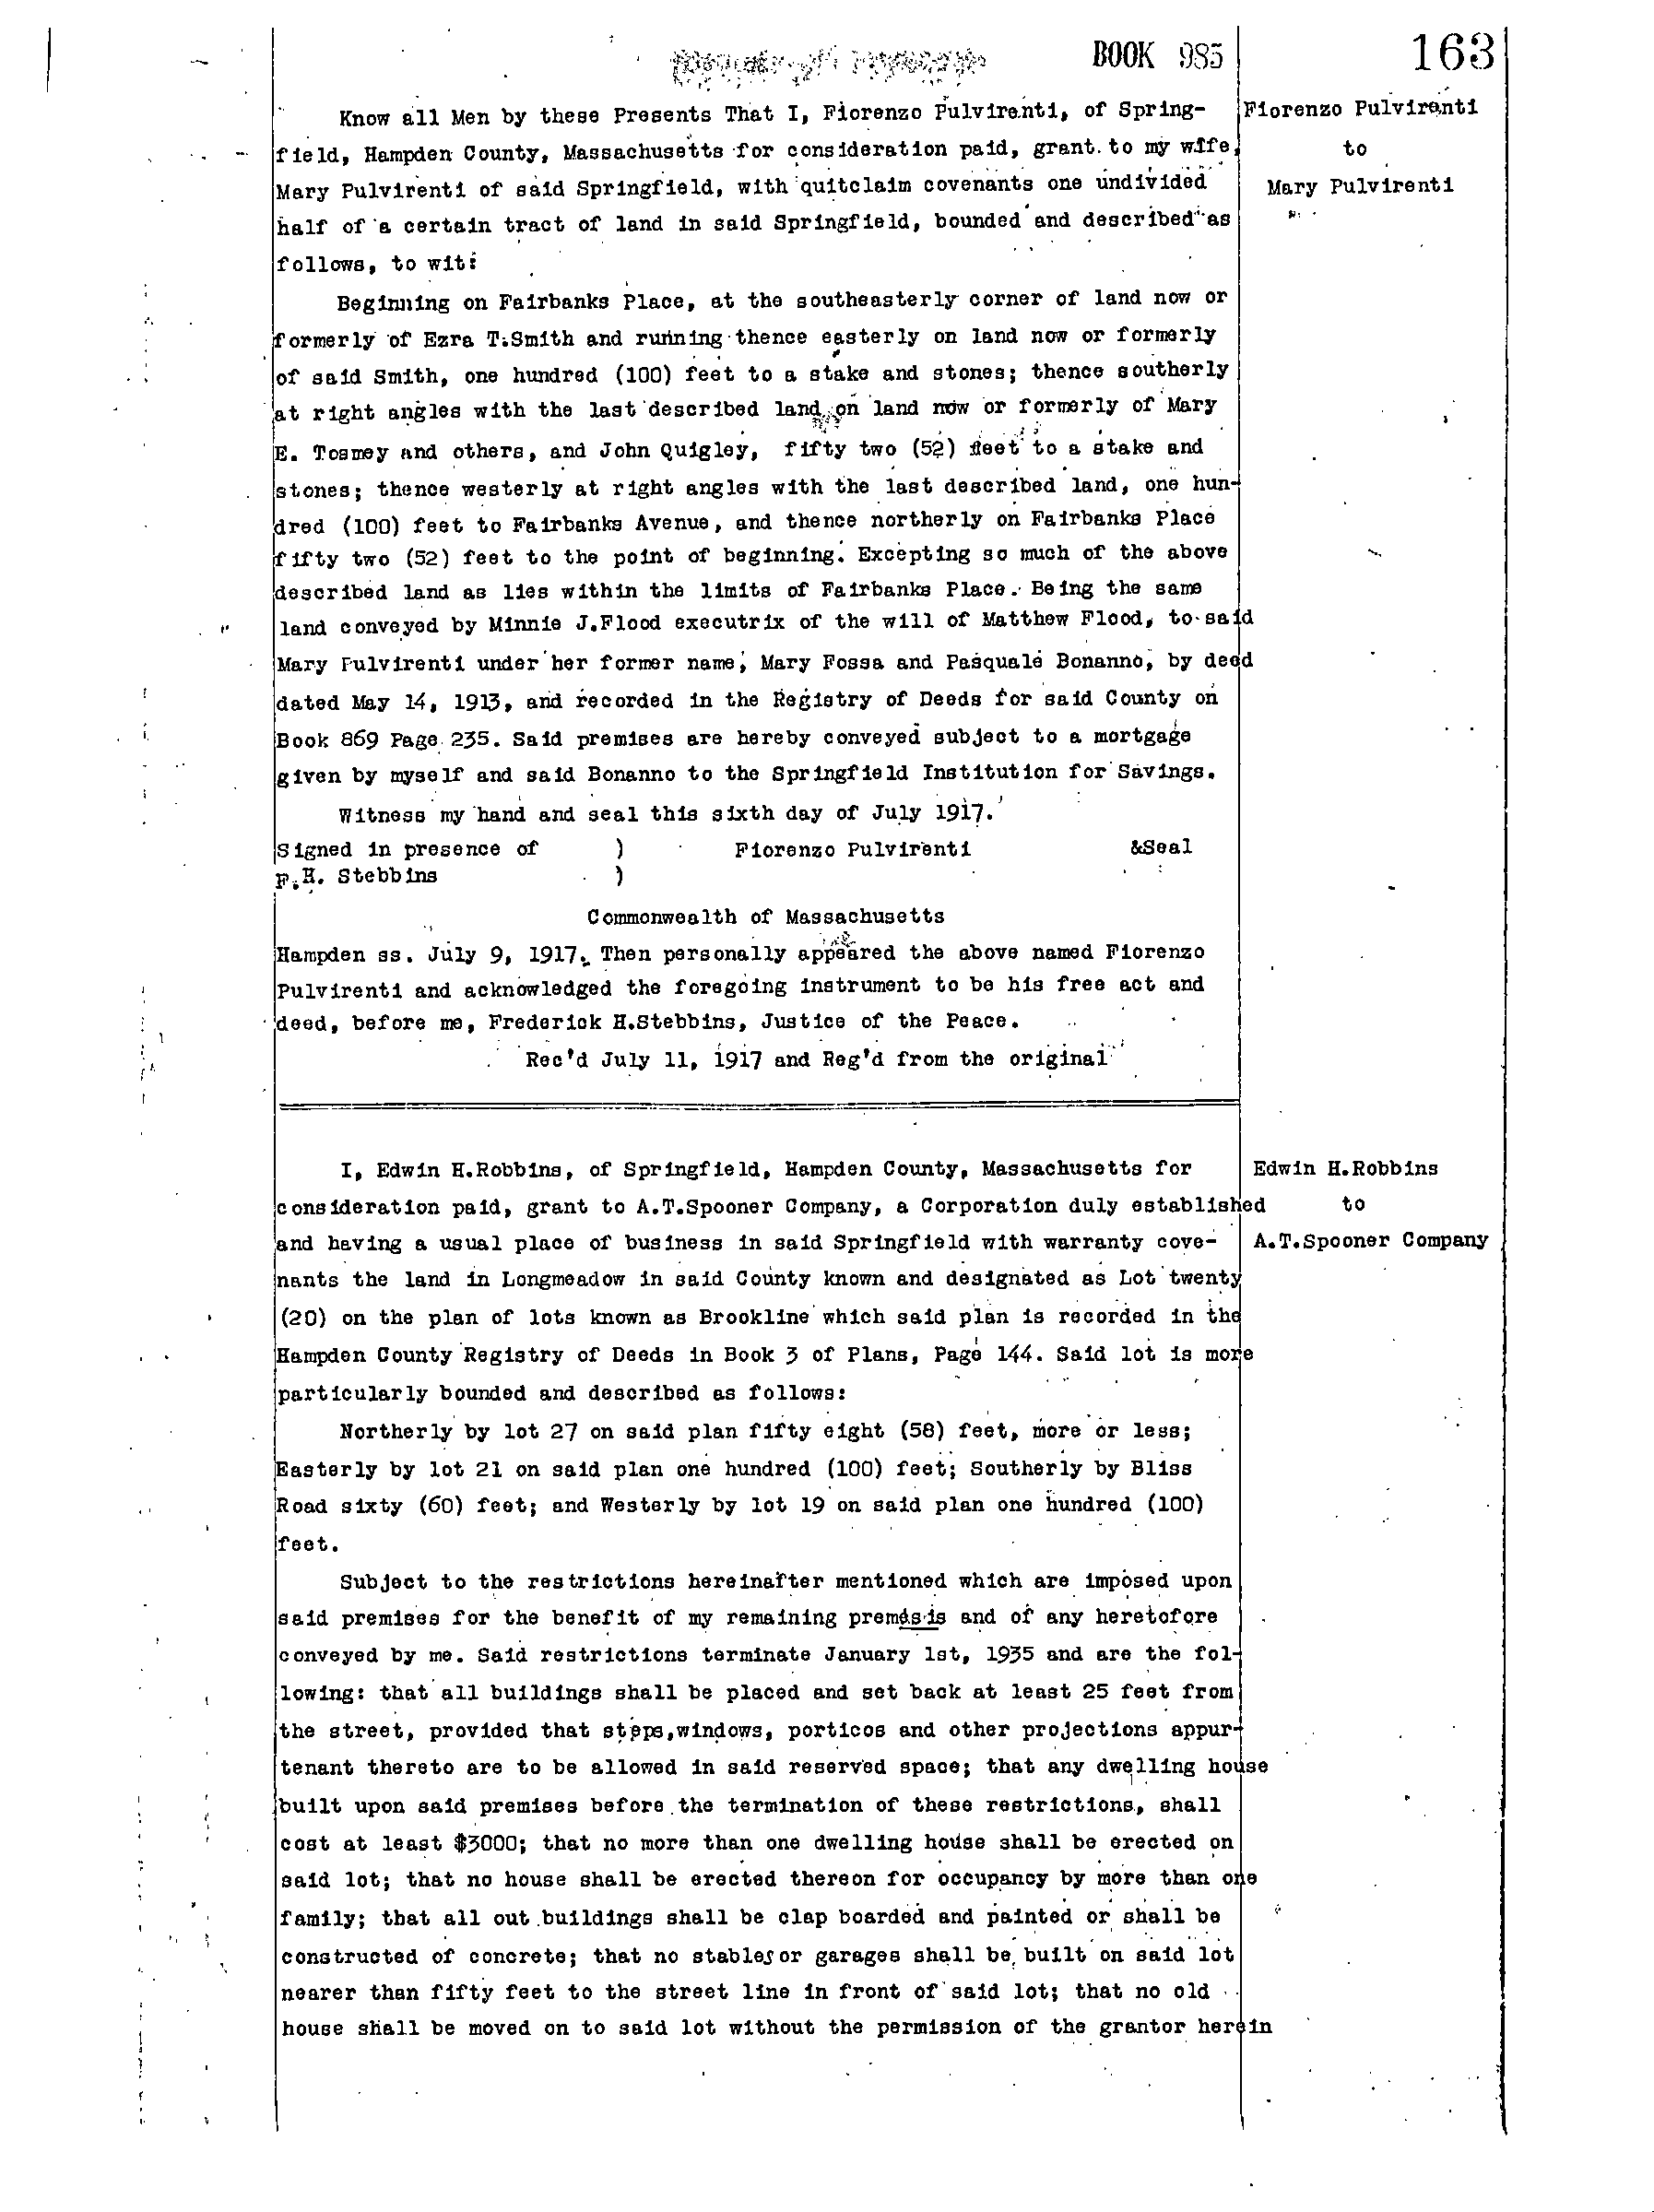 BOOK 985
163
Know all Men by these Presents That I, Fiorenzo Pulvirenti, of Spring-
Fiorenzo Pulvirenti
field, Hampden County, Massachusetts for consideration paid, grant to my wife,
to
Mary Pulvirenti of said Springfield, with quitclaim covenants one undivided
Mary Pulvirenti
half of a certain tract of land in said Springfield, bounded and described as
follows, to wit:
Beginning on Fairbanks Place, at the southeasterly corner of land now or
formerly of Ezra T.Smith and running thence easterly on land now or formerly
of said Smith, one hundred (100) feet to a stake and stones; thence southerly
at right angles with the last described land on land now or formerly of Mary
E. Tosmey and others, and John Quigley, fifty two (52) feet to a stake and
stones; thence westerly at right angles with the last described land, one hun-
dred (100) feet to Fairbanks Avenue, and thence northerly on Fairbanks Place
fifty two (52) feet to the point of beginning. Excepting so much of the above
described land as lies within the limits of Fairbanks Place. Being the same
land conveyed by Minnie J.Flood executrix of the will of Matthew Flood, to said
Mary Pulvirenti under her former name, Mary Fossa and Pasquale Bonanno, by deed
dated May 14, 1913, and recorded in the Registry of Deeds for said County on
Book 869 Page 235. Said premises are hereby conveyed subject to a mortgage
given by myself and said Bonanno to the Springfield Institution for Savings.
Witness my hand and seal this sixth day of July 1917.
Signed in presence of ) Fiorenzo Pulvirenti &Seal
F.H. Stebbins )
Commonwealth of Massachusetts
Hampden ss. July 9, 1917. Then personally appeared the above named Fiorenzo
Pulvirenti and acknowledged the foregoing instrument to be his free act and
deed, before me, Frederick H.Stebbins, Justice of the Peace.
Rec'd July 11, 1917 and Reg'd from the original
I, Edwin H.Robbins, of Springfield, Hampden County, Massachusetts for
Edwin H.Robbins
consideration paid, grant to A.T.Spooner Company, a Corporation duly established
to
and having a usual place of business in said Springfield with warranty cove-
A.T.Spooner Company
nants the land in Longmeadow in said County known and designated as Lot twenty
(20) on the plan of lots known as Brookline which said plan is recorded in the
Hampden County Registry of Deeds in Book 3 of Plans, Page 144. Said lot is more
particularly bounded and described as follows:
Northerly by lot 27 on said plan fifty eight (58) feet, more or less;
Easterly by lot 21 on said plan one hundred (100) feet; Southerly by Bliss
Road sixty (60) feet; and Westerly by lot 19 on said plan one hundred (100)
feet.
Subject to the restrictions hereinafter mentioned which are imposed upon
said premises for the benefit of my remaining premisis and of any heretofore
conveyed by me. Said restrictions terminate January 1st, 1935 and are the fol-
lowing: that all buildings shall be placed and set back at least 25 feet from
the street, provided that steps,windows, porticos and other projections appur-
tenant thereto are to be allowed in said reserved space; that any dwelling house
built upon said premises before the termination of these restrictions, shall
cost at least $3000; that no more than one dwelling house shall be erected on
said lot; that no house shall be erected thereon for occupancy by more than one
family; that all out buildings shall be clap boarded and painted or shall be
constructed of concrete; that no stables or garages shall be built on said lot
nearer than fifty feet to the street line in front of said lot; that no old
house shall be moved on to said lot without the permission of the grantor herein